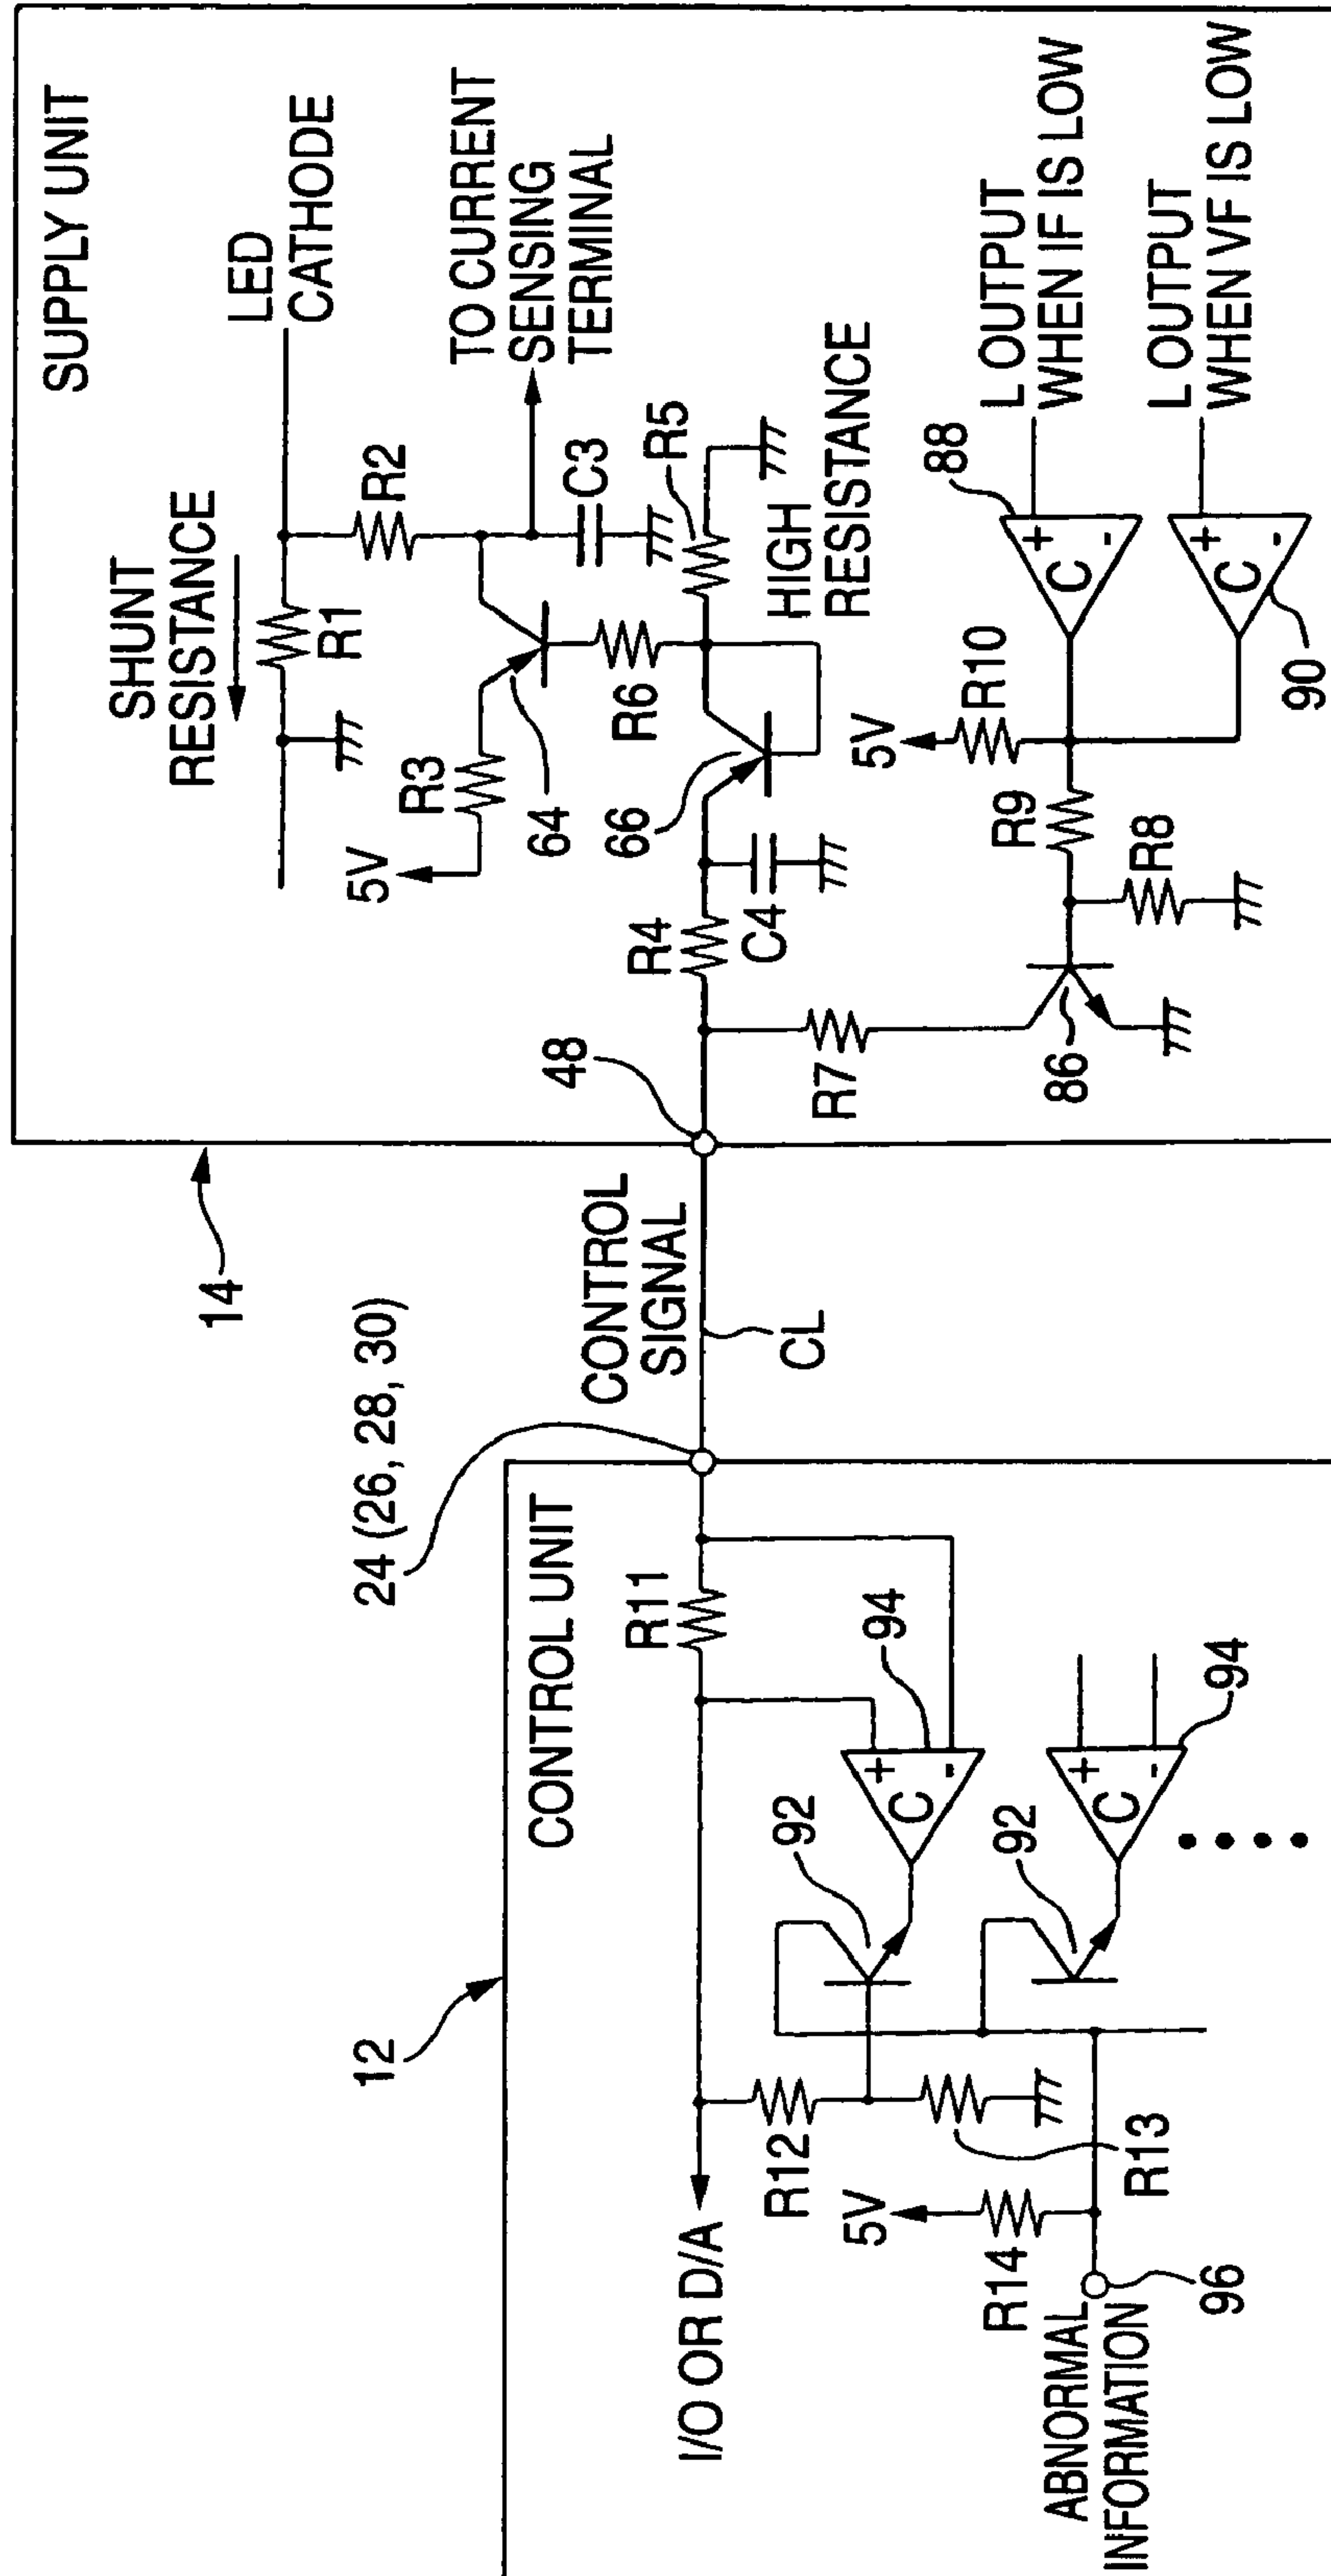 SUPPLY UNIT
LED
CATHODE
SHUNT
RESISTANCE
R1
R2
TO CURRENT
SENSING
TERMINAL
5V
R3
64
C3
R5
R6
HIGH
RESISTANCE
66
R4
C4
48
R7
86
R8
R9
5V
R10
88
+
-
C
L OUTPUT
WHEN IF IS LOW
+
-
C
90
L OUTPUT
WHEN VF IS LOW
14
CONTROL
SIGNAL
CL
24 (26, 28, 30)
12
CONTROL UNIT
R11
94
+
-
C
92
94
+
-
C
92
I/O OR D/A
R12
R13
5V
R14
96
ABNORMAL
INFORMATION